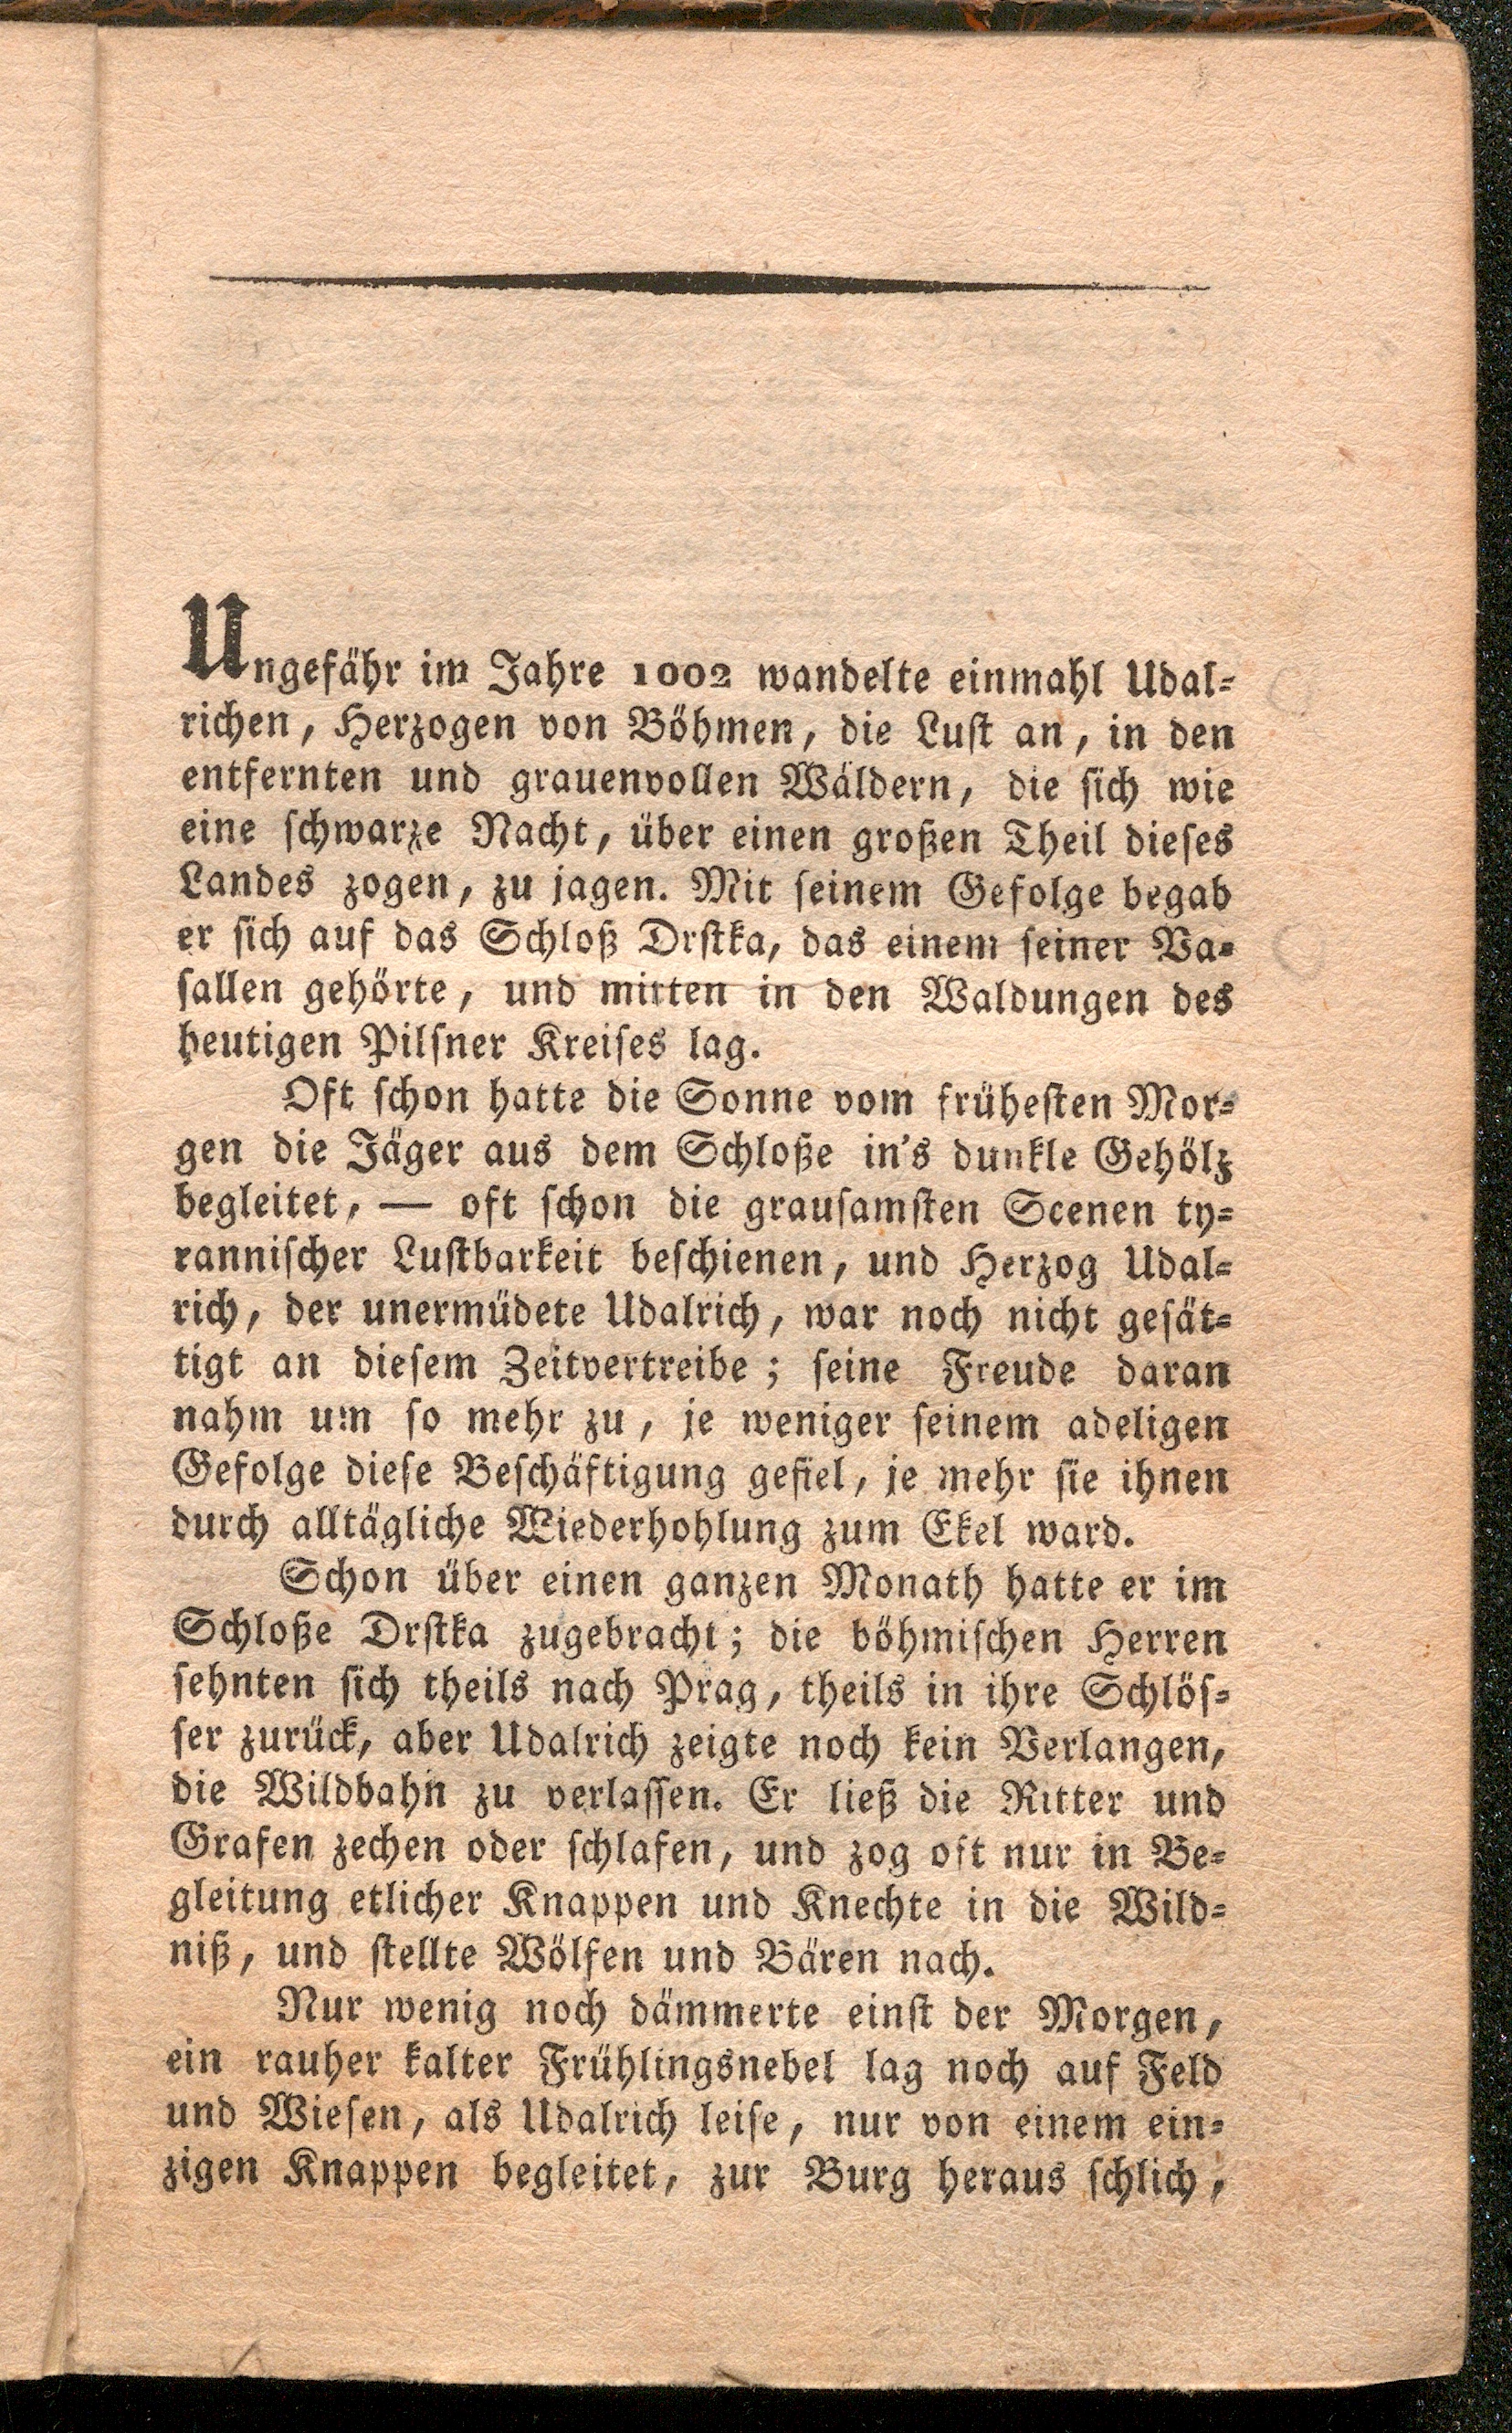 Ungefähr im Jahre 1002 wandelte einmahl Udal-
richen, Herzogen von Böhmen, die Lust an, in den
entfernten und grauenvollen Wäldern, die sich wie
eine schwarze Nacht, über einen großen Theil dieses
Landes zogen, zu jagen. Mit seinem Gefolge begab
er sich auf das Schloß Drstka, das einem seiner Va-
sallen gehörte, und mitten in den Waldungen des
heutigen Pilsner Kreises lag.
Oft schon hatte die Sonne vom frühesten Mor-
gen die Jäger aus dem Schloße in's dunkle Gehölz
begleitet, — oft schon die grausamsten Scenen ty-
rannischer Lustbarkeit beschienen, und Herzog Udal-
rich, der unermüdete Udalrich, war noch nicht gesät-
tigt an diesem Zeitvertreibe; seine Freude daran
nahm um so mehr zu, je weniger seinem adeligen
Gefolge diese Beschäftigung gefiel, je mehr sie ihnen
durch alltägliche Wiederhohlung zum Ekel ward.
Schon über einen ganzen Monath hatte er im
Schloße Drstka zugebracht; die böhmischen Herren
sehnten sich theils nach Prag, theils in ihre Schlös-
ser zurück, aber Udalrich zeigte noch kein Verlangen,
die Wildbahn zu verlassen. Er ließ die Ritter und
Grafen zechen oder schlafen, und zog oft nur in Be-
gleitung etlicher Knappen und Knechte in die Wild-
niß, und stellte Wölfen und Bären nach.
Nur wenig noch dämmerte einst der Morgen,
ein rauher kalter Frühlingsnebel lag noch auf Feld
und Wiesen, als Udalrich leise, nur von einem ein-
zigen Knappen begleitet, zur Burg heraus schlich,